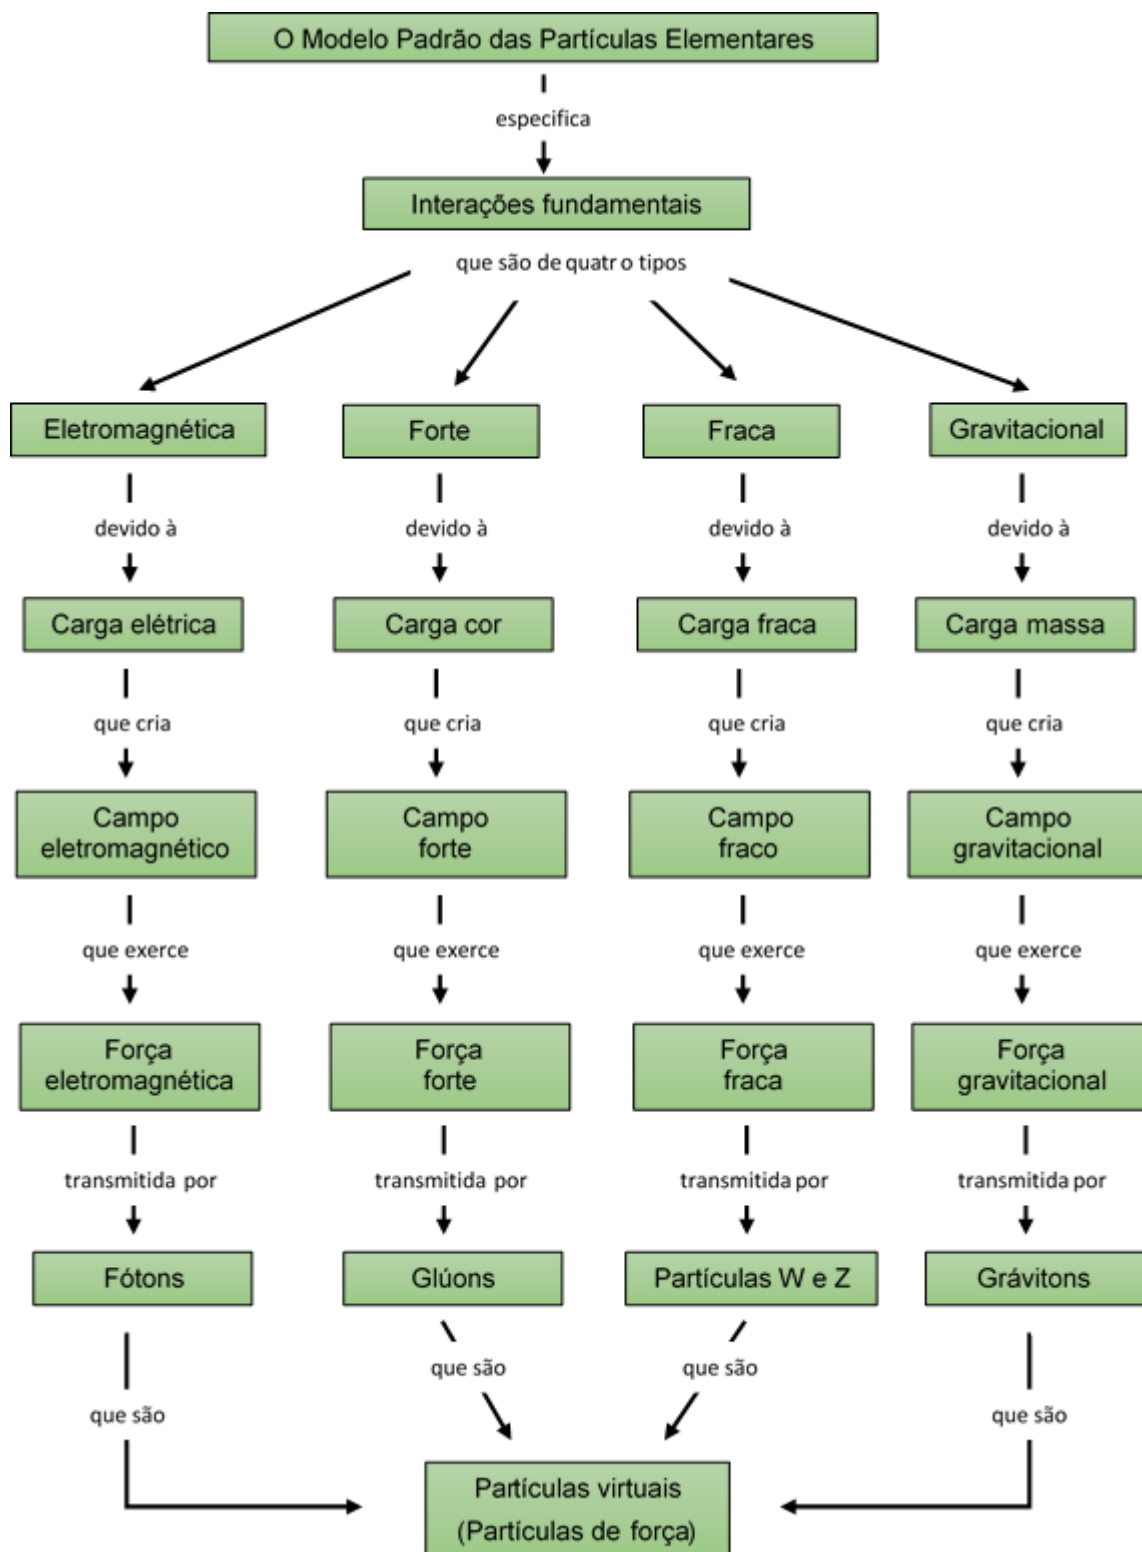 O Modelo Padrão das Partículas Elementares
especifica
Interações fundamentais
que são de quatr o tipos
Eletromagnética
Forte
Fraca
Gravitacional
devido à
devido à
devido à
devido à
Carga elétrica
Carga cor
Carga fraca
Carga massa
que cria
que cria
que cria
que cria
Campo
eletromagnético
Campo
forte
Campo
fraco
Campo
gravitacional
que exerce
que exerce
que exerce
que exerce
Força
eletromagnética
Força
forte
Força
fraca
Força
gravitacional
transmitida por
transmitida por
transmitida por
transmitida por
Fótons
Glúons
Partículas W e Z
Grávitons
que são
que são
que são
que são
Partículas virtuais
(Partículas de força)